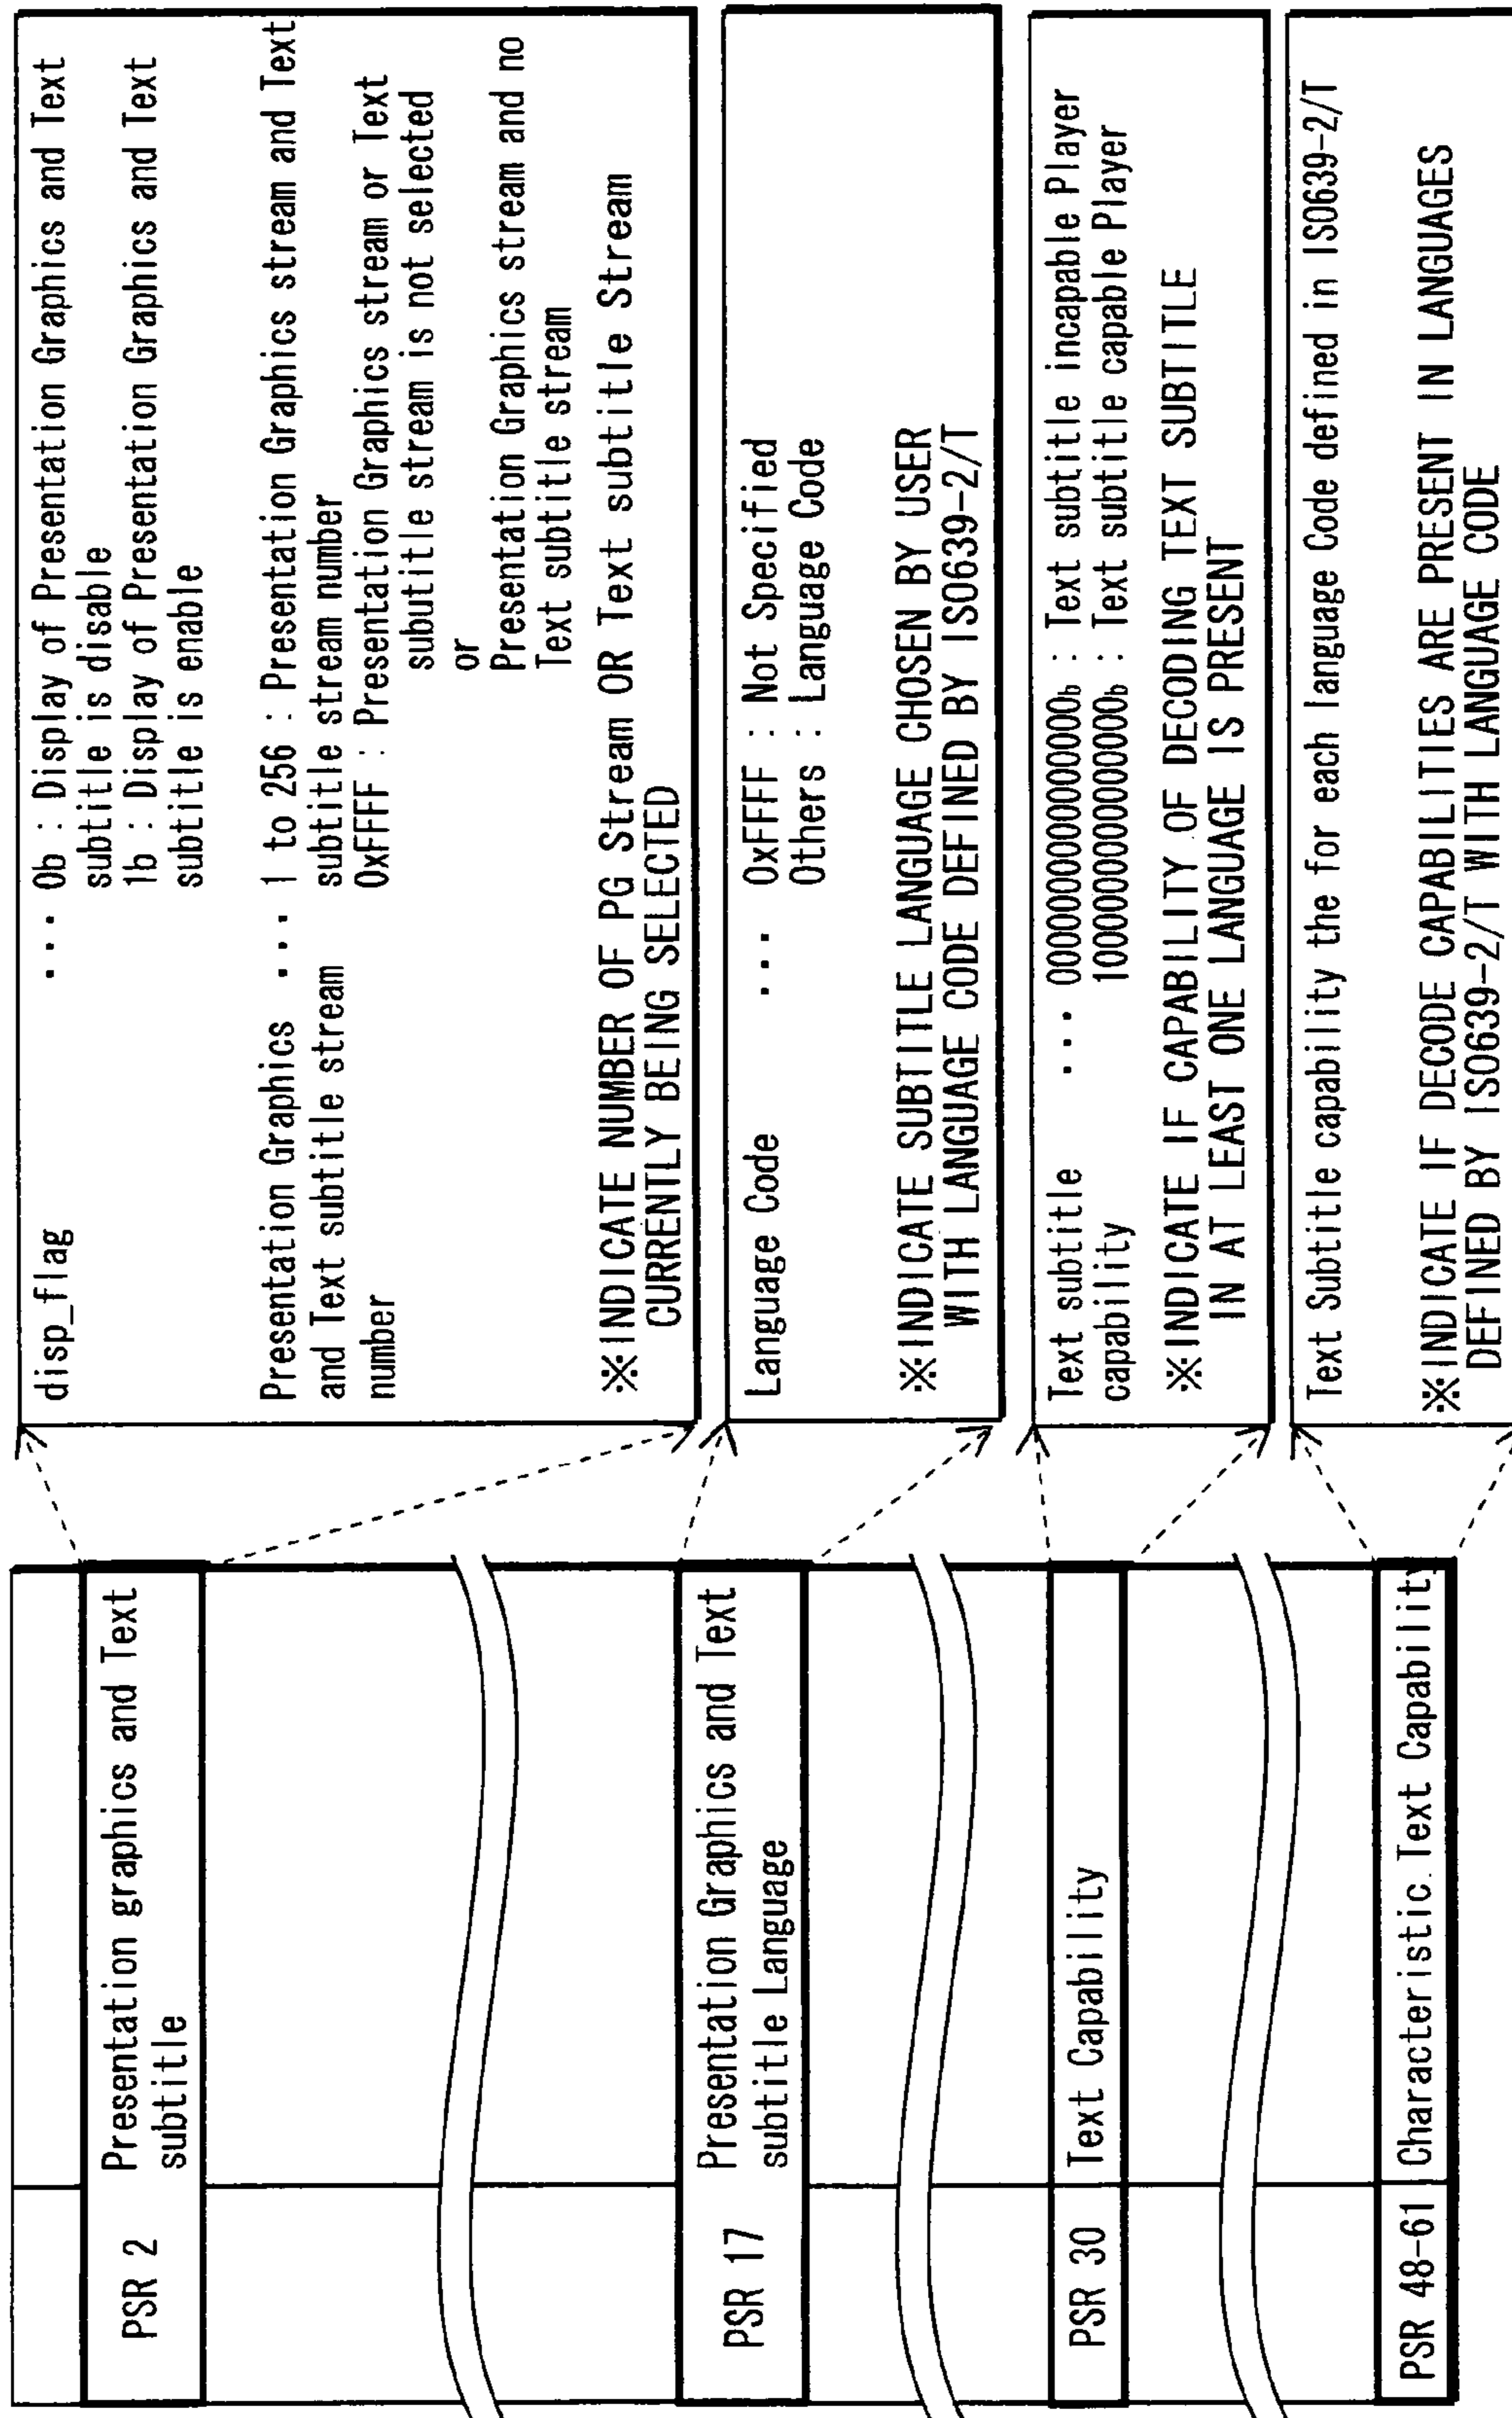 PSR 2
Presentation graphics and Text
subtitle
PSR 17
Presentation Graphics and Text
subtitle Language
PSR 30
Text Capability
PSR 48-61
Characteristic Text Capability
disp_flag ... 0b : Display of Presentation Graphics and Text
subtitle is disable
1b : Display of Presentation Graphics and Text
subtitle is enable
Presentation Graphics ... 1 to 256 : Presentation Graphics stream and Text
and Text subtitle stream subtitle stream number
number 0xFFF : Presentation Graphics stream or Text
subutitle stream is not selected
or
Presentation Graphics stream and no
Text subtitle stream
※INDICATE NUMBER OF PG Stream OR Text subtitle Stream
CURRENTLY BEING SELECTED
Language Code ... 0xFFFF : Not Specified
Others : Language Code
※INDICATE SUBTITLE LANGUAGE CHOSEN BY USER
WITH LANGUAGE CODE DEFINED BY ISO639-2/T
Text subtitle ... : Text subtitle incapable Player
capability : Text subtitle capable Player
※INDICATE IF CAPABILITY OF DECODING TEXT SUBTITLE
IN AT LEAST ONE LANGUAGE IS PRESENT
Text Subtitle capability the for each language Code defined in ISO639-2/T
※INDICATE IF DECODE CAPABILITIES ARE PRESENT IN LANGUAGES
DEFINED BY ISO639-2/T WITH LANGUAGE CODE